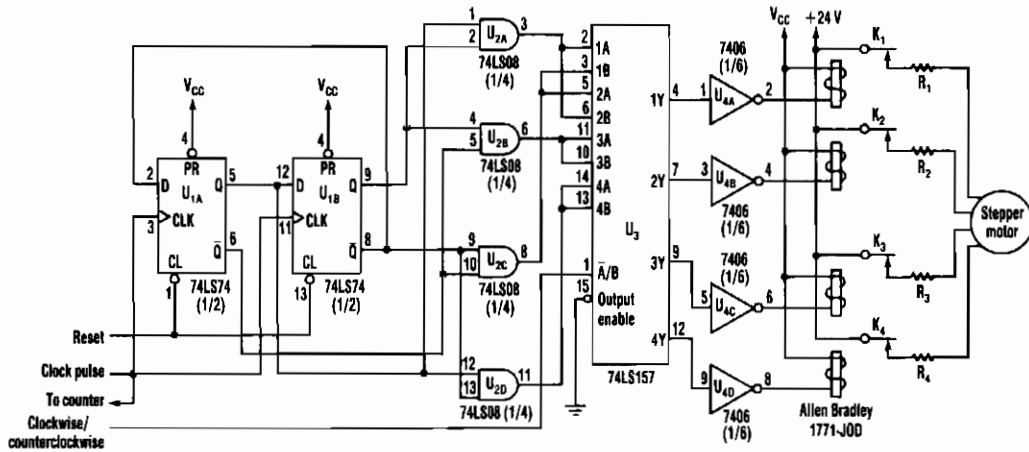 1
2
U2A
3
74LS08
(1/4)
4
5
U2B
6
74LS08
(1/4)
9
10
U2C
8
74LS08
(1/4)
12
13
U2D
11
74LS08 (1/4)
VCC
4
PR
2
D
Q
5
U1A
3
CLK
Q̅
6
CL
1
74LS74
(1/2)
VCC
4
PR
12
D
Q
9
U1B
11
CLK
Q̅
8
13
74LS74
(1/2)
Reset
Clock pulse
To counter
Clockwise/
counterclockwise
2
1A
3
1B
5
2A
6
2B
11
3A
10
3B
14
4A
13
4B
U3
1
A̅/B
15
Output
enable
1Y
4
2Y
7
3Y
9
4Y
12
74LS157
7406
(1/6)
1
U4A
2
3
U4B
4
7406
(1/6)
7406
(1/6)
5
U4C
6
9
U4D
8
7406
(1/6)
VCC
+24 V
K1
R1
K2
R2
K3
R3
K4
R4
Stepper
motor
Allen Bradley
1771-JOD